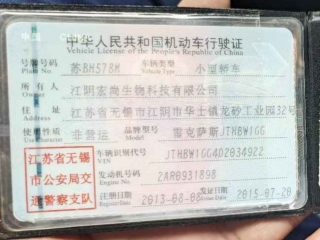 中华人民共和国机动车行驶证
Vehicle License of the People's Republic of China
号牌号码 苏BH578M 车辆类型 小型轿车
Plate No. Vehicle Type
所有人 江阴宏尚生物科技有限公司
Owner
住址 江苏省无锡市江阴市华士镇龙砂工业园32号
Address
使用性质 非营运 品牌型号 雷克萨斯JTHBW1GG
Use Character Model
江苏省无锡
市公安局交
通警察支队
车辆识别代号 JTHBW1GG4D2034922
VIN
发动机号码 2AR0931898
Engine No.
注册日期 2013-08-08 发证日期 2015-07-20
Register Date Issue Date